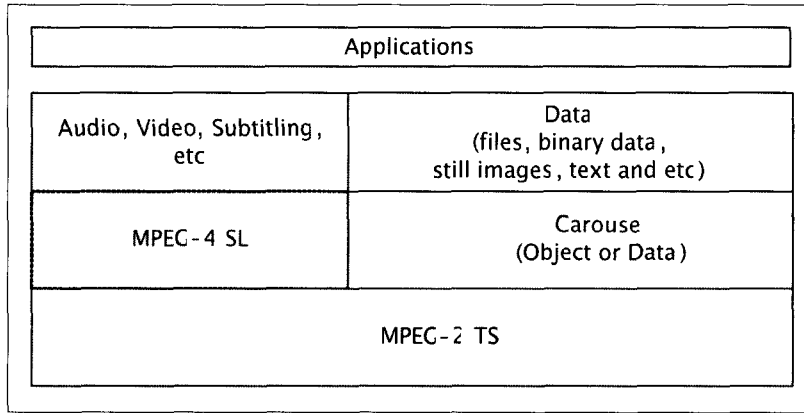 Applications
Audio, Video, Subtitling,
etc
Data
(files, binary data,
still images, text and etc)
MPEG-4 SL
Carouse
(Object or Data)
MPEG-2 TS